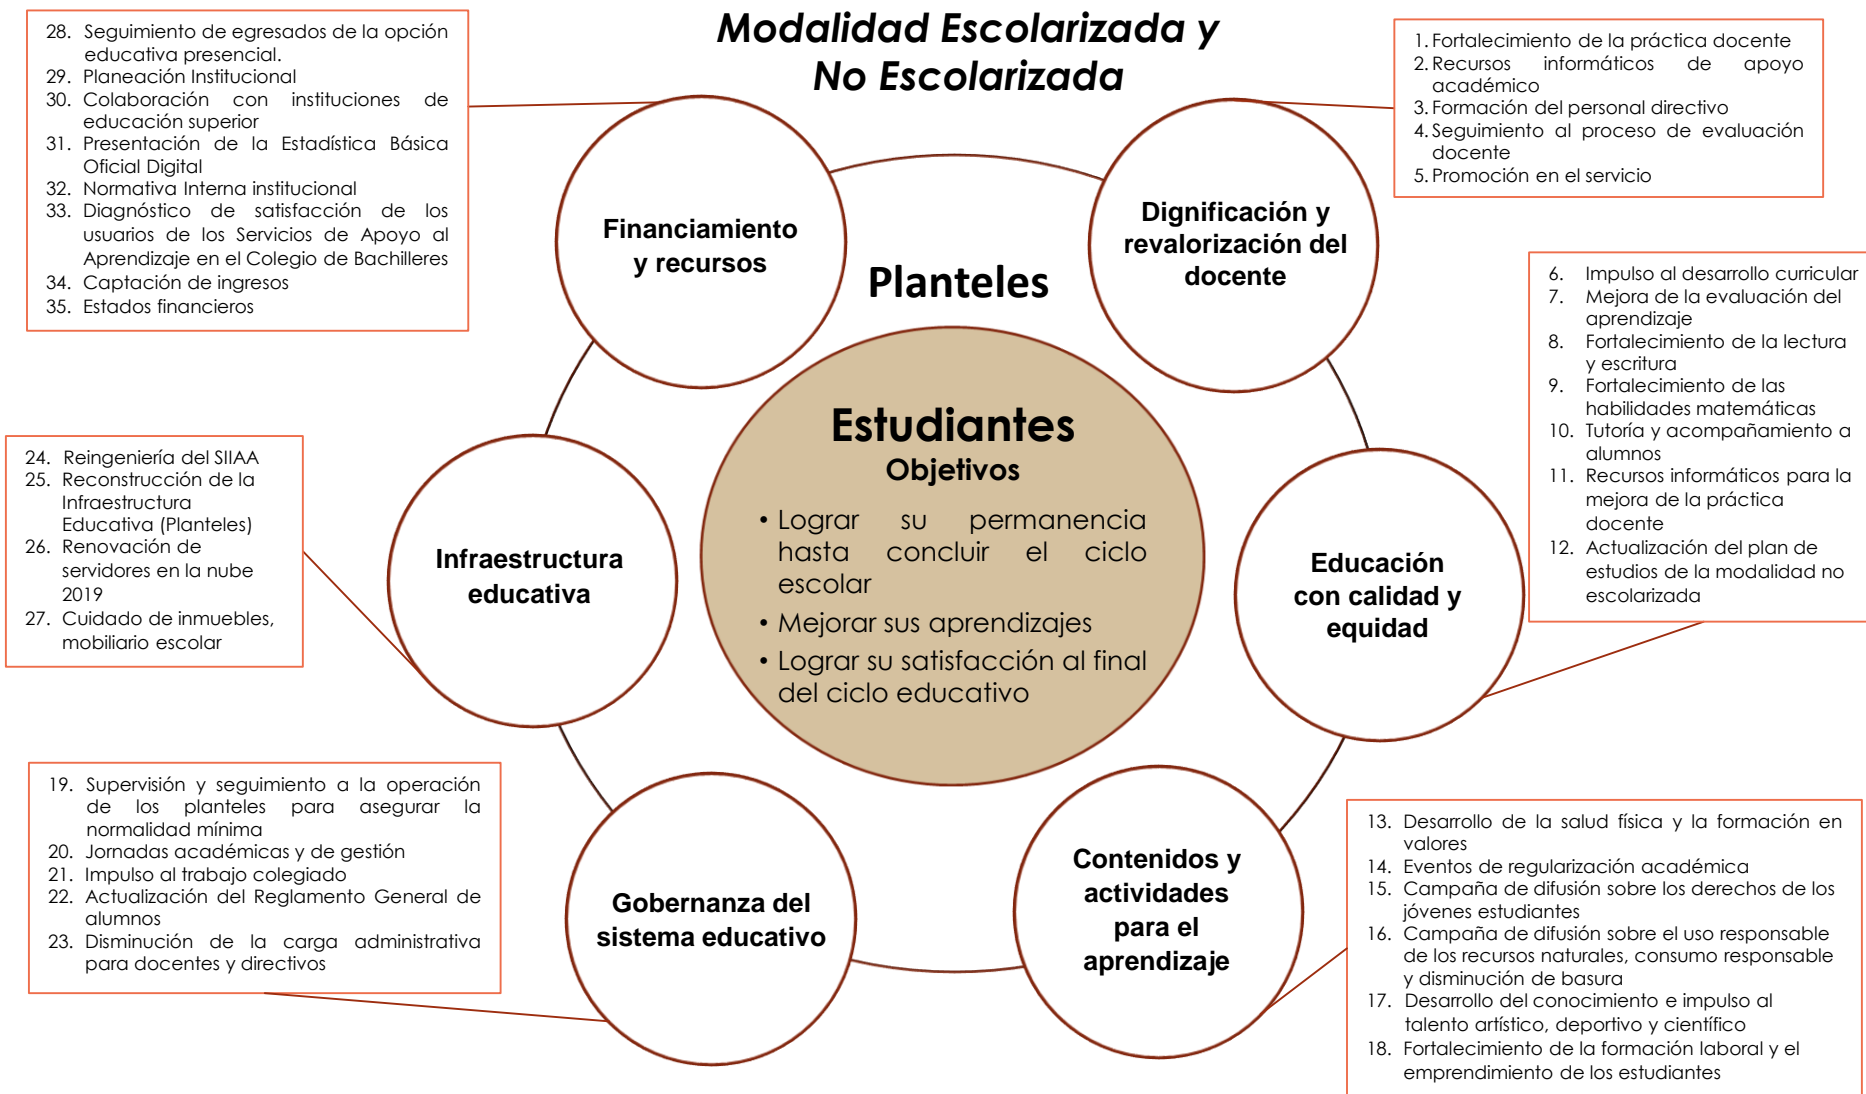 Modalidad Escolarizada y
No Escolarizada
28. Seguimiento de egresados de la opción
educativa presencial.
29. Planeación Institucional
30. Colaboración con instituciones de
educación superior
31. Presentación de la Estadística Básica
Oficial Digital
32. Normativa Interna institucional
33. Diagnóstico de satisfacción de los
usuarios de los Servicios de Apoyo al
Aprendizaje en el Colegio de Bachilleres
34. Captación de ingresos
35. Estados financieros
1. Fortalecimiento de la práctica docente
2. Recursos informáticos de apoyo
académico
3. Formación del personal directivo
4. Seguimiento al proceso de evaluación
docente
5. Promoción en el servicio
Financiamiento
y recursos
Dignificación y
revalorización del
docente
Planteles
6. Impulso al desarrollo curricular
7. Mejora de la evaluación del
aprendizaje
8. Fortalecimiento de la lectura
y escritura
9. Fortalecimiento de las
habilidades matemáticas
10. Tutoría y acompañamiento a
alumnos
11. Recursos informáticos para la
mejora de la práctica
docente
12. Actualización del plan de
estudios de la modalidad no
escolarizada
Estudiantes
Objetivos
• Lograr su permanencia
hasta concluir el ciclo
escolar
• Mejorar sus aprendizajes
• Lograr su satisfacción al final
del ciclo educativo
24. Reingeniería del SIIAA
25. Reconstrucción de la
Infraestructura
Educativa (Planteles)
26. Renovación de
servidores en la nube
2019
27. Cuidado de inmuebles,
mobiliario escolar
Infraestructura
educativa
Educación
con calidad y
equidad
19. Supervisión y seguimiento a la operación
de los planteles para asegurar la
normalidad mínima
20. Jornadas académicas y de gestión
21. Impulso al trabajo colegiado
22. Actualización del Reglamento General de
alumnos
23. Disminución de la carga administrativa
para docentes y directivos
Gobernanza del
sistema educativo
Contenidos y
actividades
para el
aprendizaje
13. Desarrollo de la salud física y la formación en
valores
14. Eventos de regularización académica
15. Campaña de difusión sobre los derechos de los
jóvenes estudiantes
16. Campaña de difusión sobre el uso responsable
de los recursos naturales, consumo responsable
y disminución de basura
17. Desarrollo del conocimiento e impulso al
talento artístico, deportivo y científico
18. Fortalecimiento de la formación laboral y el
emprendimiento de los estudiantes